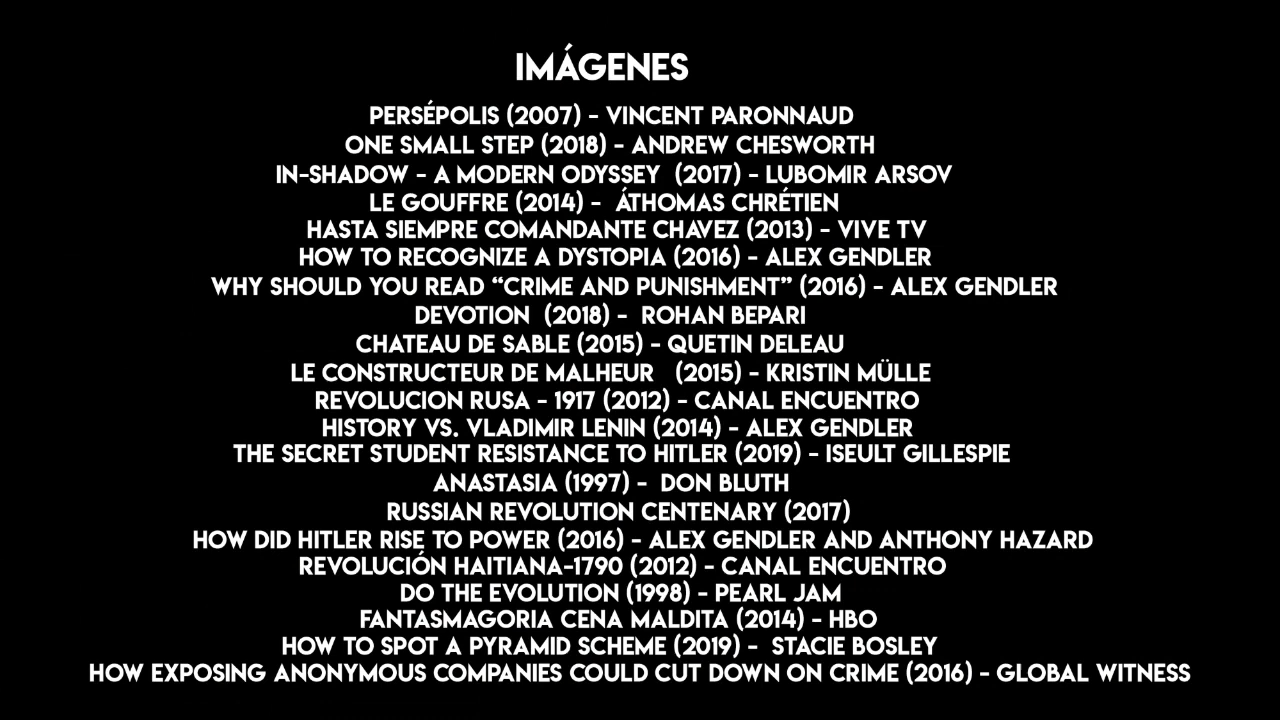 IMÁGENES
PERSÉPOLIS (2007) - VINCENT PARONNAUD
ONE SMALL STEP (2018) - ANDREW CHESWORTH
IN-SHADOW - A MODERN ODYSSEY (2017) - LUBOMIR ARSOV
LE GOUFFRE (2014) - ÁTHOMAS CHRÉTIEN
HASTA SIEMPRE COMANDANTE CHAVEZ (2013) - VIVE TV
HOW TO RECOGNIZE A DYSTOPIA (2016) - ALEX GENDLER
WHY SHOULD YOU READ “CRIME AND PUNISHMENT” (2016) - ALEX GENDLER
DEVOTION (2018) - ROHAN BEPARI
CHATEAU DE SABLE (2015) - QUETIN DELEAU
LE CONSTRUCTEUR DE MALHEUR (2015) - KRISTIN MÜLLE
REVOLUCION RUSA - 1917 (2012) - CANAL ENCUENTRO
HISTORY VS. VLADIMIR LENIN (2014) - ALEX GENDLER
THE SECRET STUDENT RESISTANCE TO HITLER (2019) - ISEULT GILLESPIE
ANASTASIA (1997) - DON BLUTH
RUSSIAN REVOLUTION CENTENARY (2017)
HOW DID HITLER RISE TO POWER (2016) - ALEX GENDLER AND ANTHONY HAZARD
REVOLUCIÓN HAITIANA-1790 (2012) - CANAL ENCUENTRO
DO THE EVOLUTION (1998) - PEARL JAM
FANTASMAGORIA CENA MALDITA (2014) - HBO
HOW TO SPOT A PYRAMID SCHEME (2019) - STACIE BOSLEY
HOW EXPOSING ANONYMOUS COMPANIES COULD CUT DOWN ON CRIME (2016) - GLOBAL WITNESS